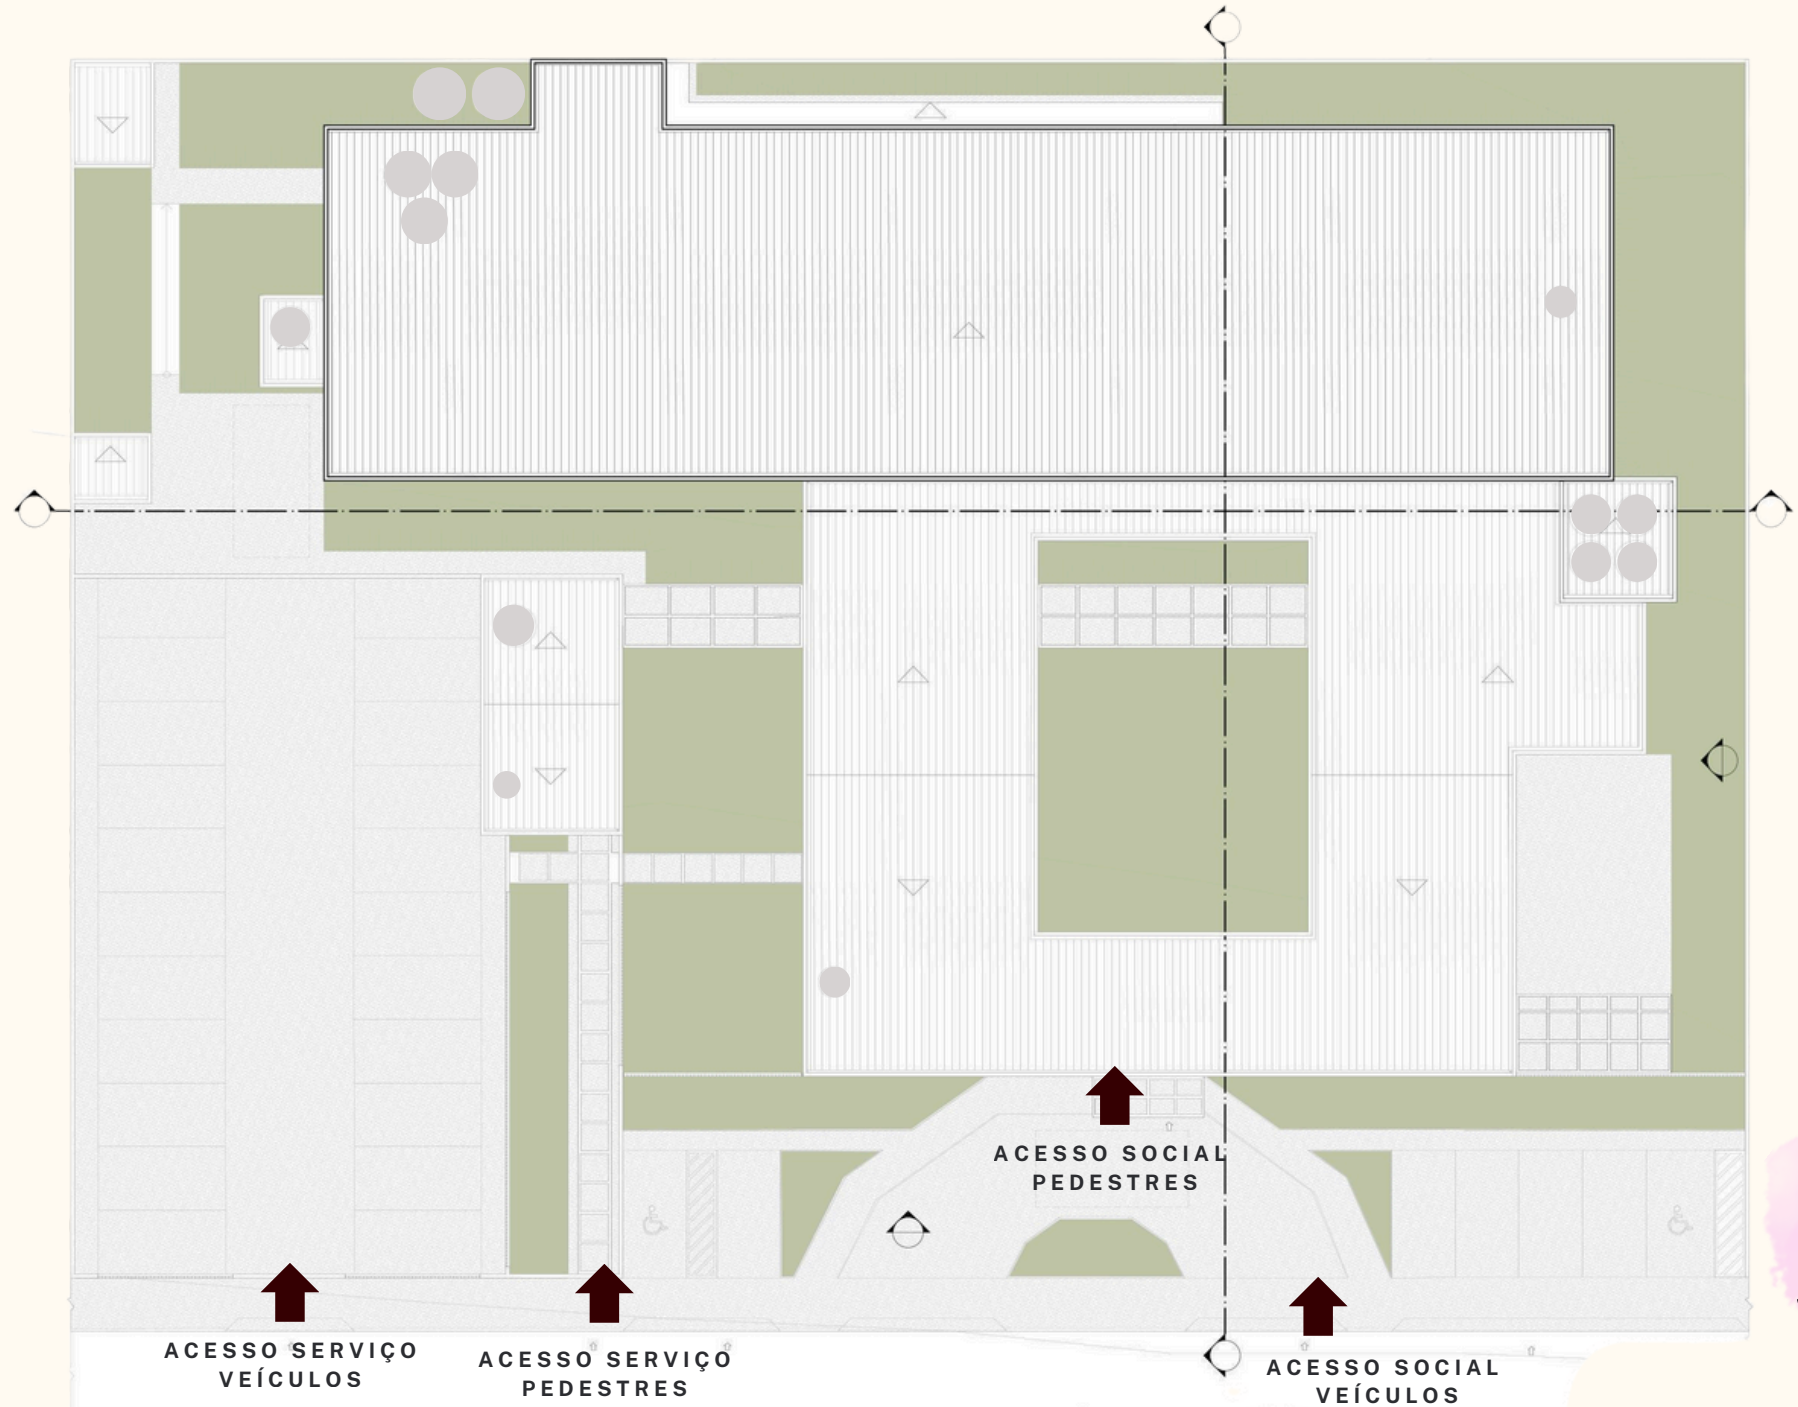 ACESSO SOCIAL
PEDESTRES
ACESSO SERVIÇO
VEÍCULOS
ACESSO SERVIÇO
PEDESTRES
ACESSO SOCIAL
VEÍCULOS